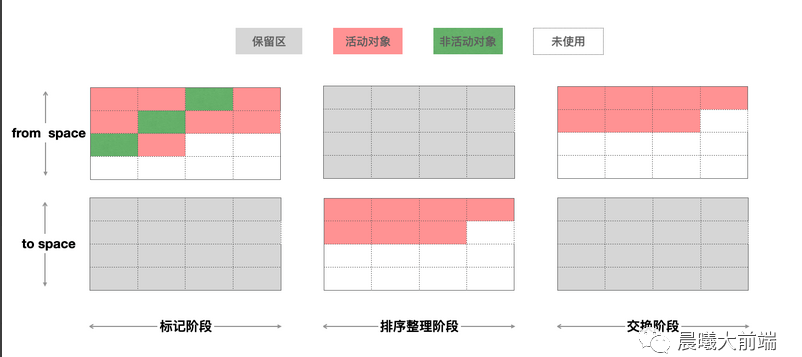 保留区
活动对象
非活动对象
未使用
from space
to space
标记阶段
排序整理阶段
交换阶段
晨曦大前端